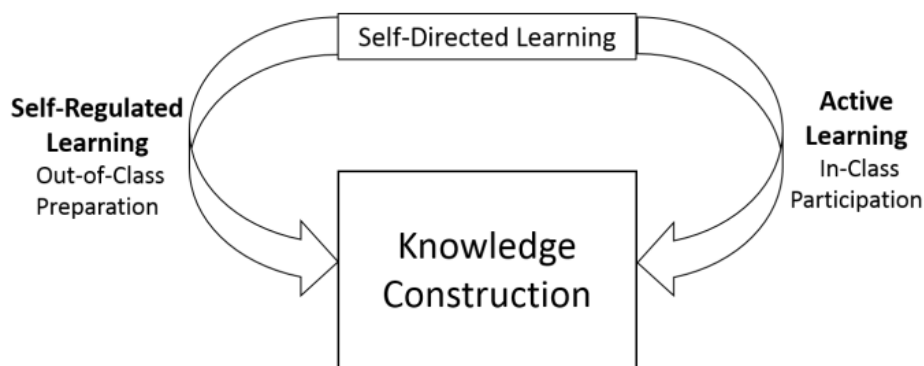 Self-Directed Learning
Self-Regulated
Learning
Out-of-Class
Preparation
Active
Learning
In-Class
Participation
Knowledge
Construction